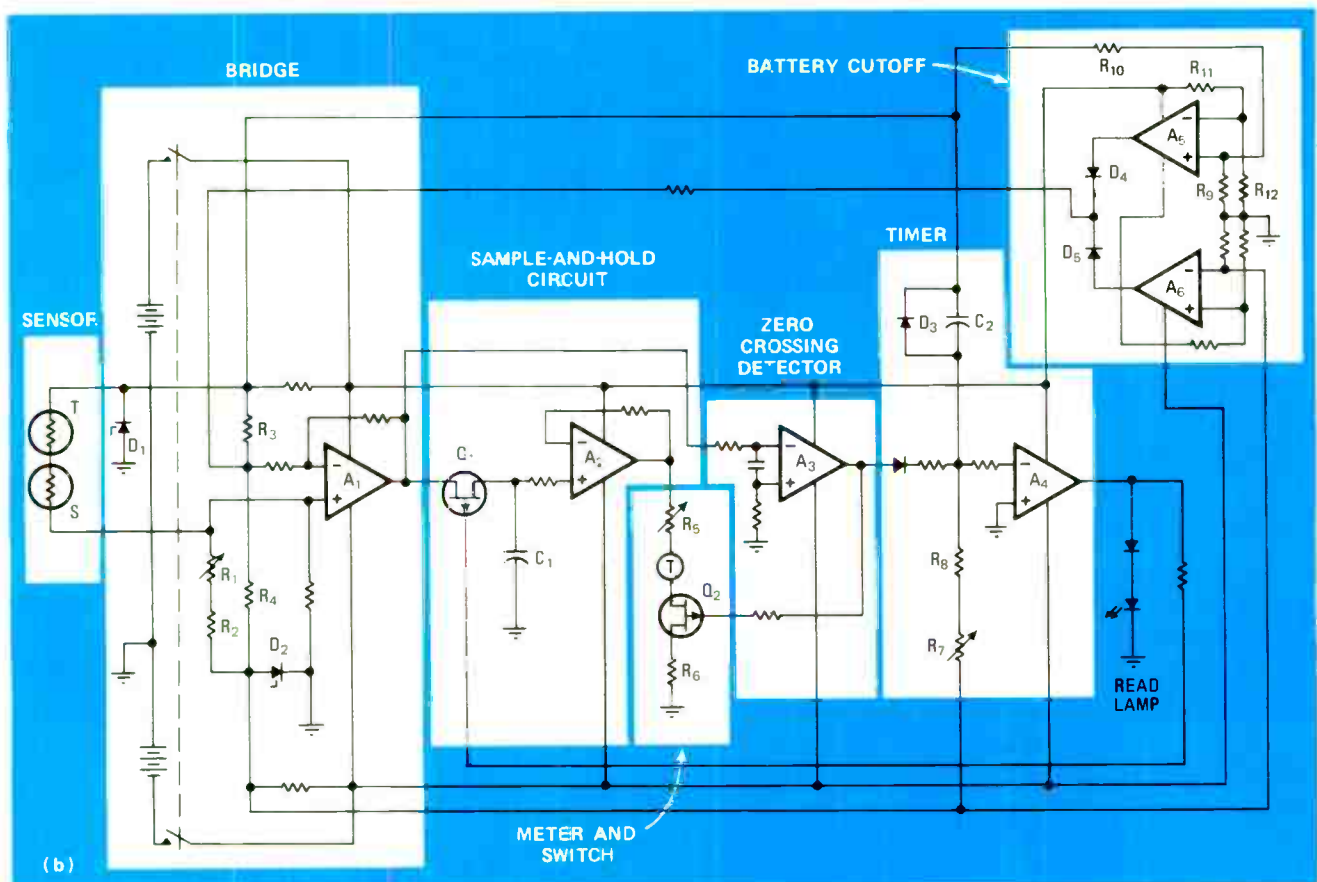 BRIDGE
BATTERY CUTOFF
R10
R11
A5
D4
R9
R12
D5
A6
TIMER
SAMPLE-AND-HOLD
CIRCUIT
SENSOR
ZERO
CROSSING
DETECTOR
D3
C2
T
D1
R3
S
A1
A2
A3
A4
R5
C1
T
Q2
R1
R4
R2
D2
R6
R8
R7
READ
LAMP
METER AND
SWITCH
(b)